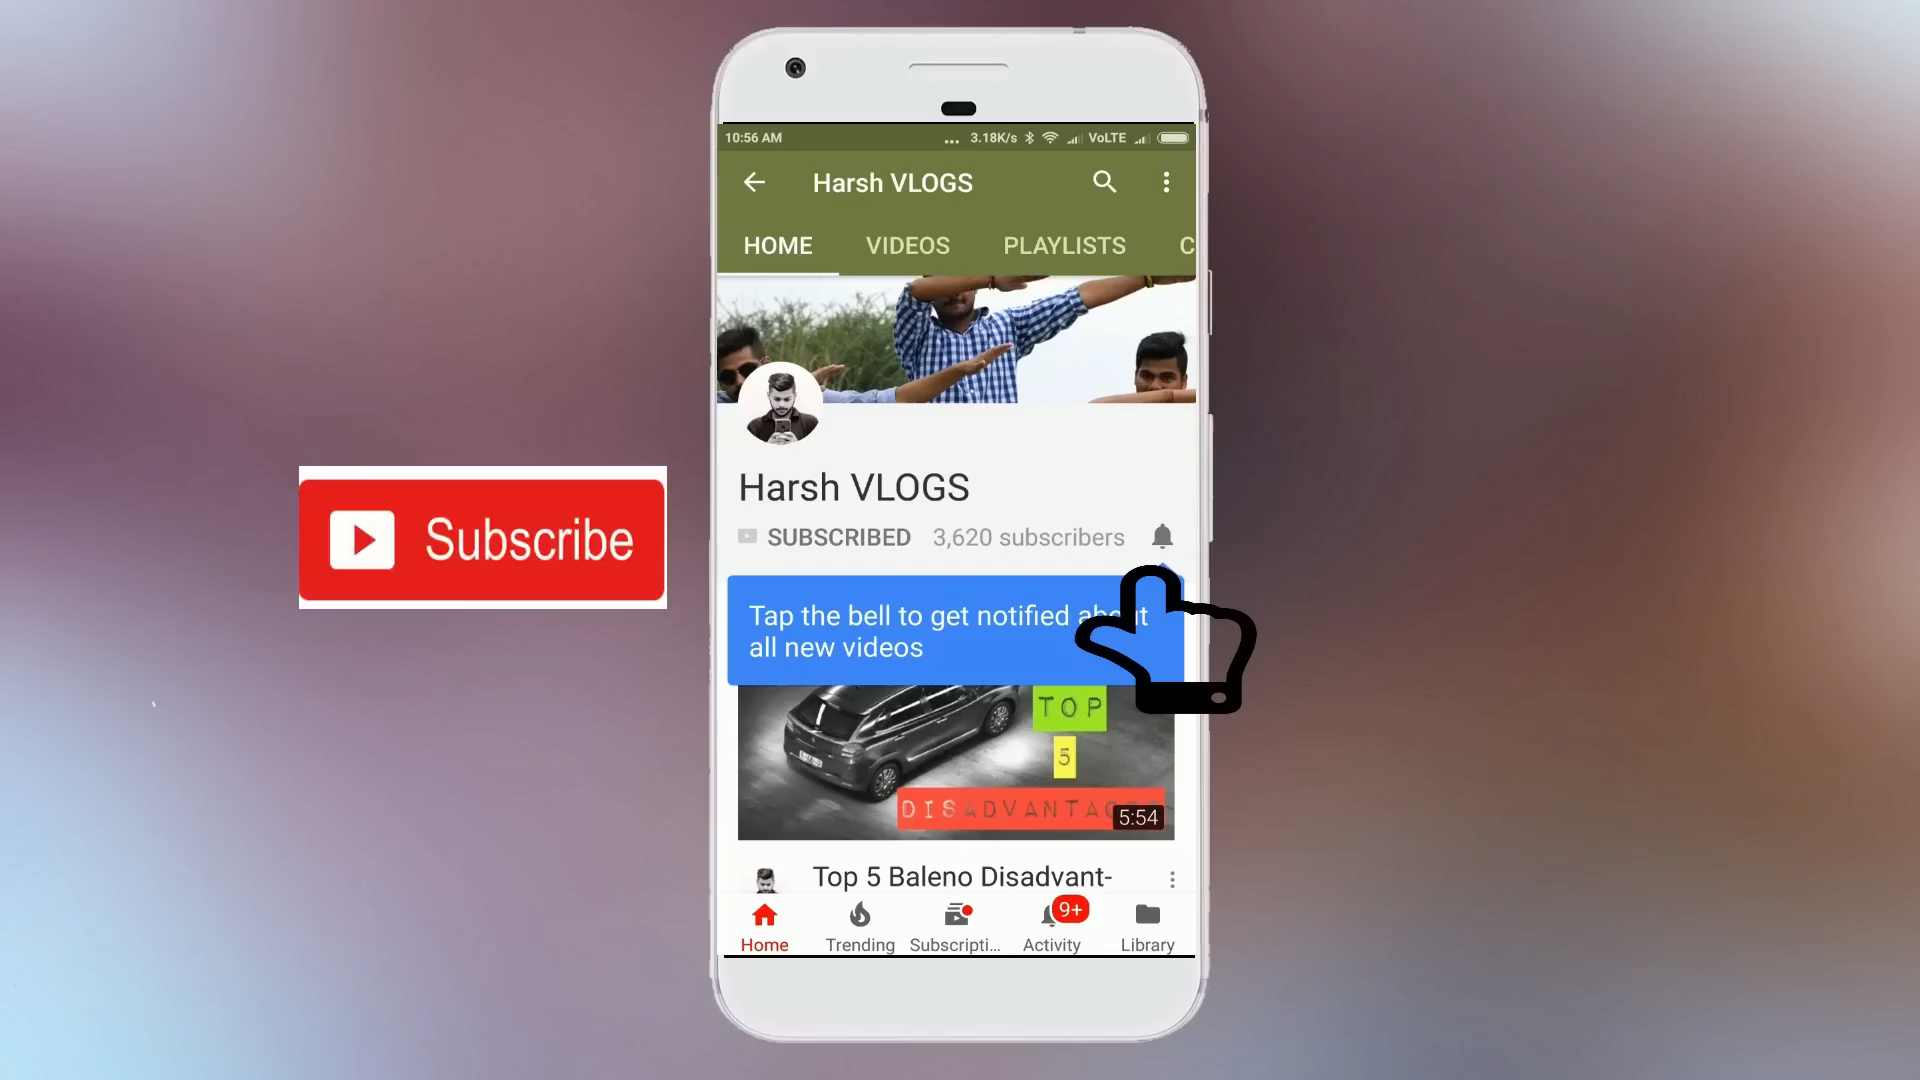 10:56 AM
... 3.18K/s VoLTE
Harsh VLOGS
HOME VIDEOS PLAYLISTS C
Harsh VLOGS
SUBSCRIBED 3,620 subscribers
Subscribe
Tap the bell to get notified about
all new videos
TOP
5
DISADVANTAGES
5:54
Top 5 Baleno Disadvant-
9+
Home Trending Subscripti... Activity Library